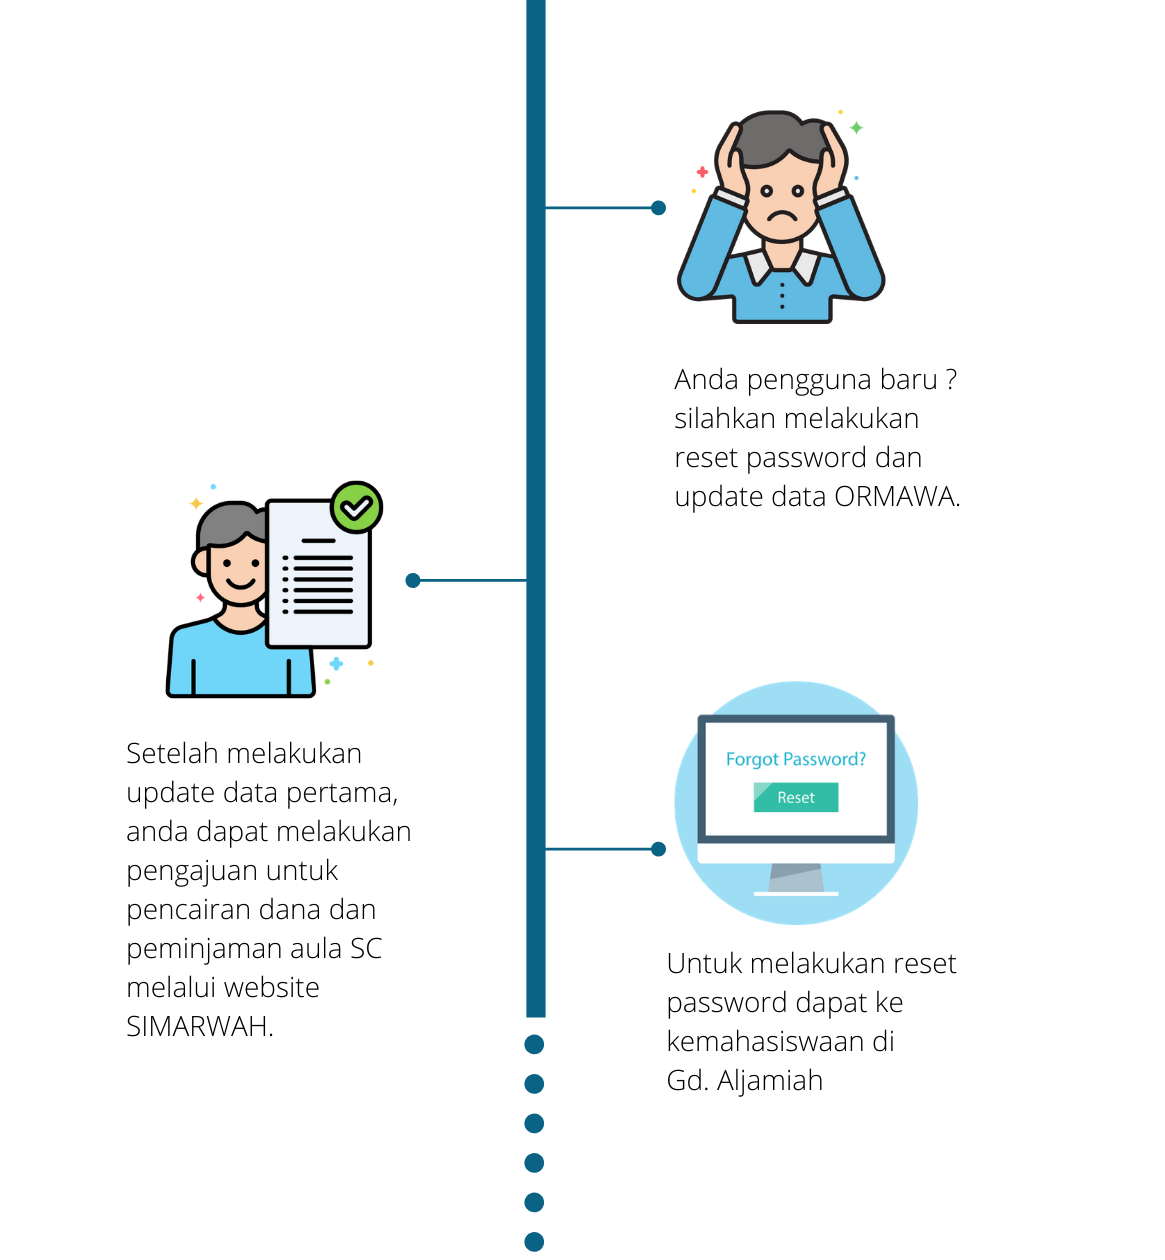 Anda pengguna baru ?
silahkan melakukan
reset password dan
update data ORMAWA.
Setelah melakukan
update data pertama,
anda dapat melakukan
pengajuan untuk
pencairan dana dan
peminjaman aula SC
melalui website
SIMARWAH.
Forgot Password?
Reset
Untuk melakukan reset
password dapat ke
kemahasiswaan di
Gd. Aljamiah